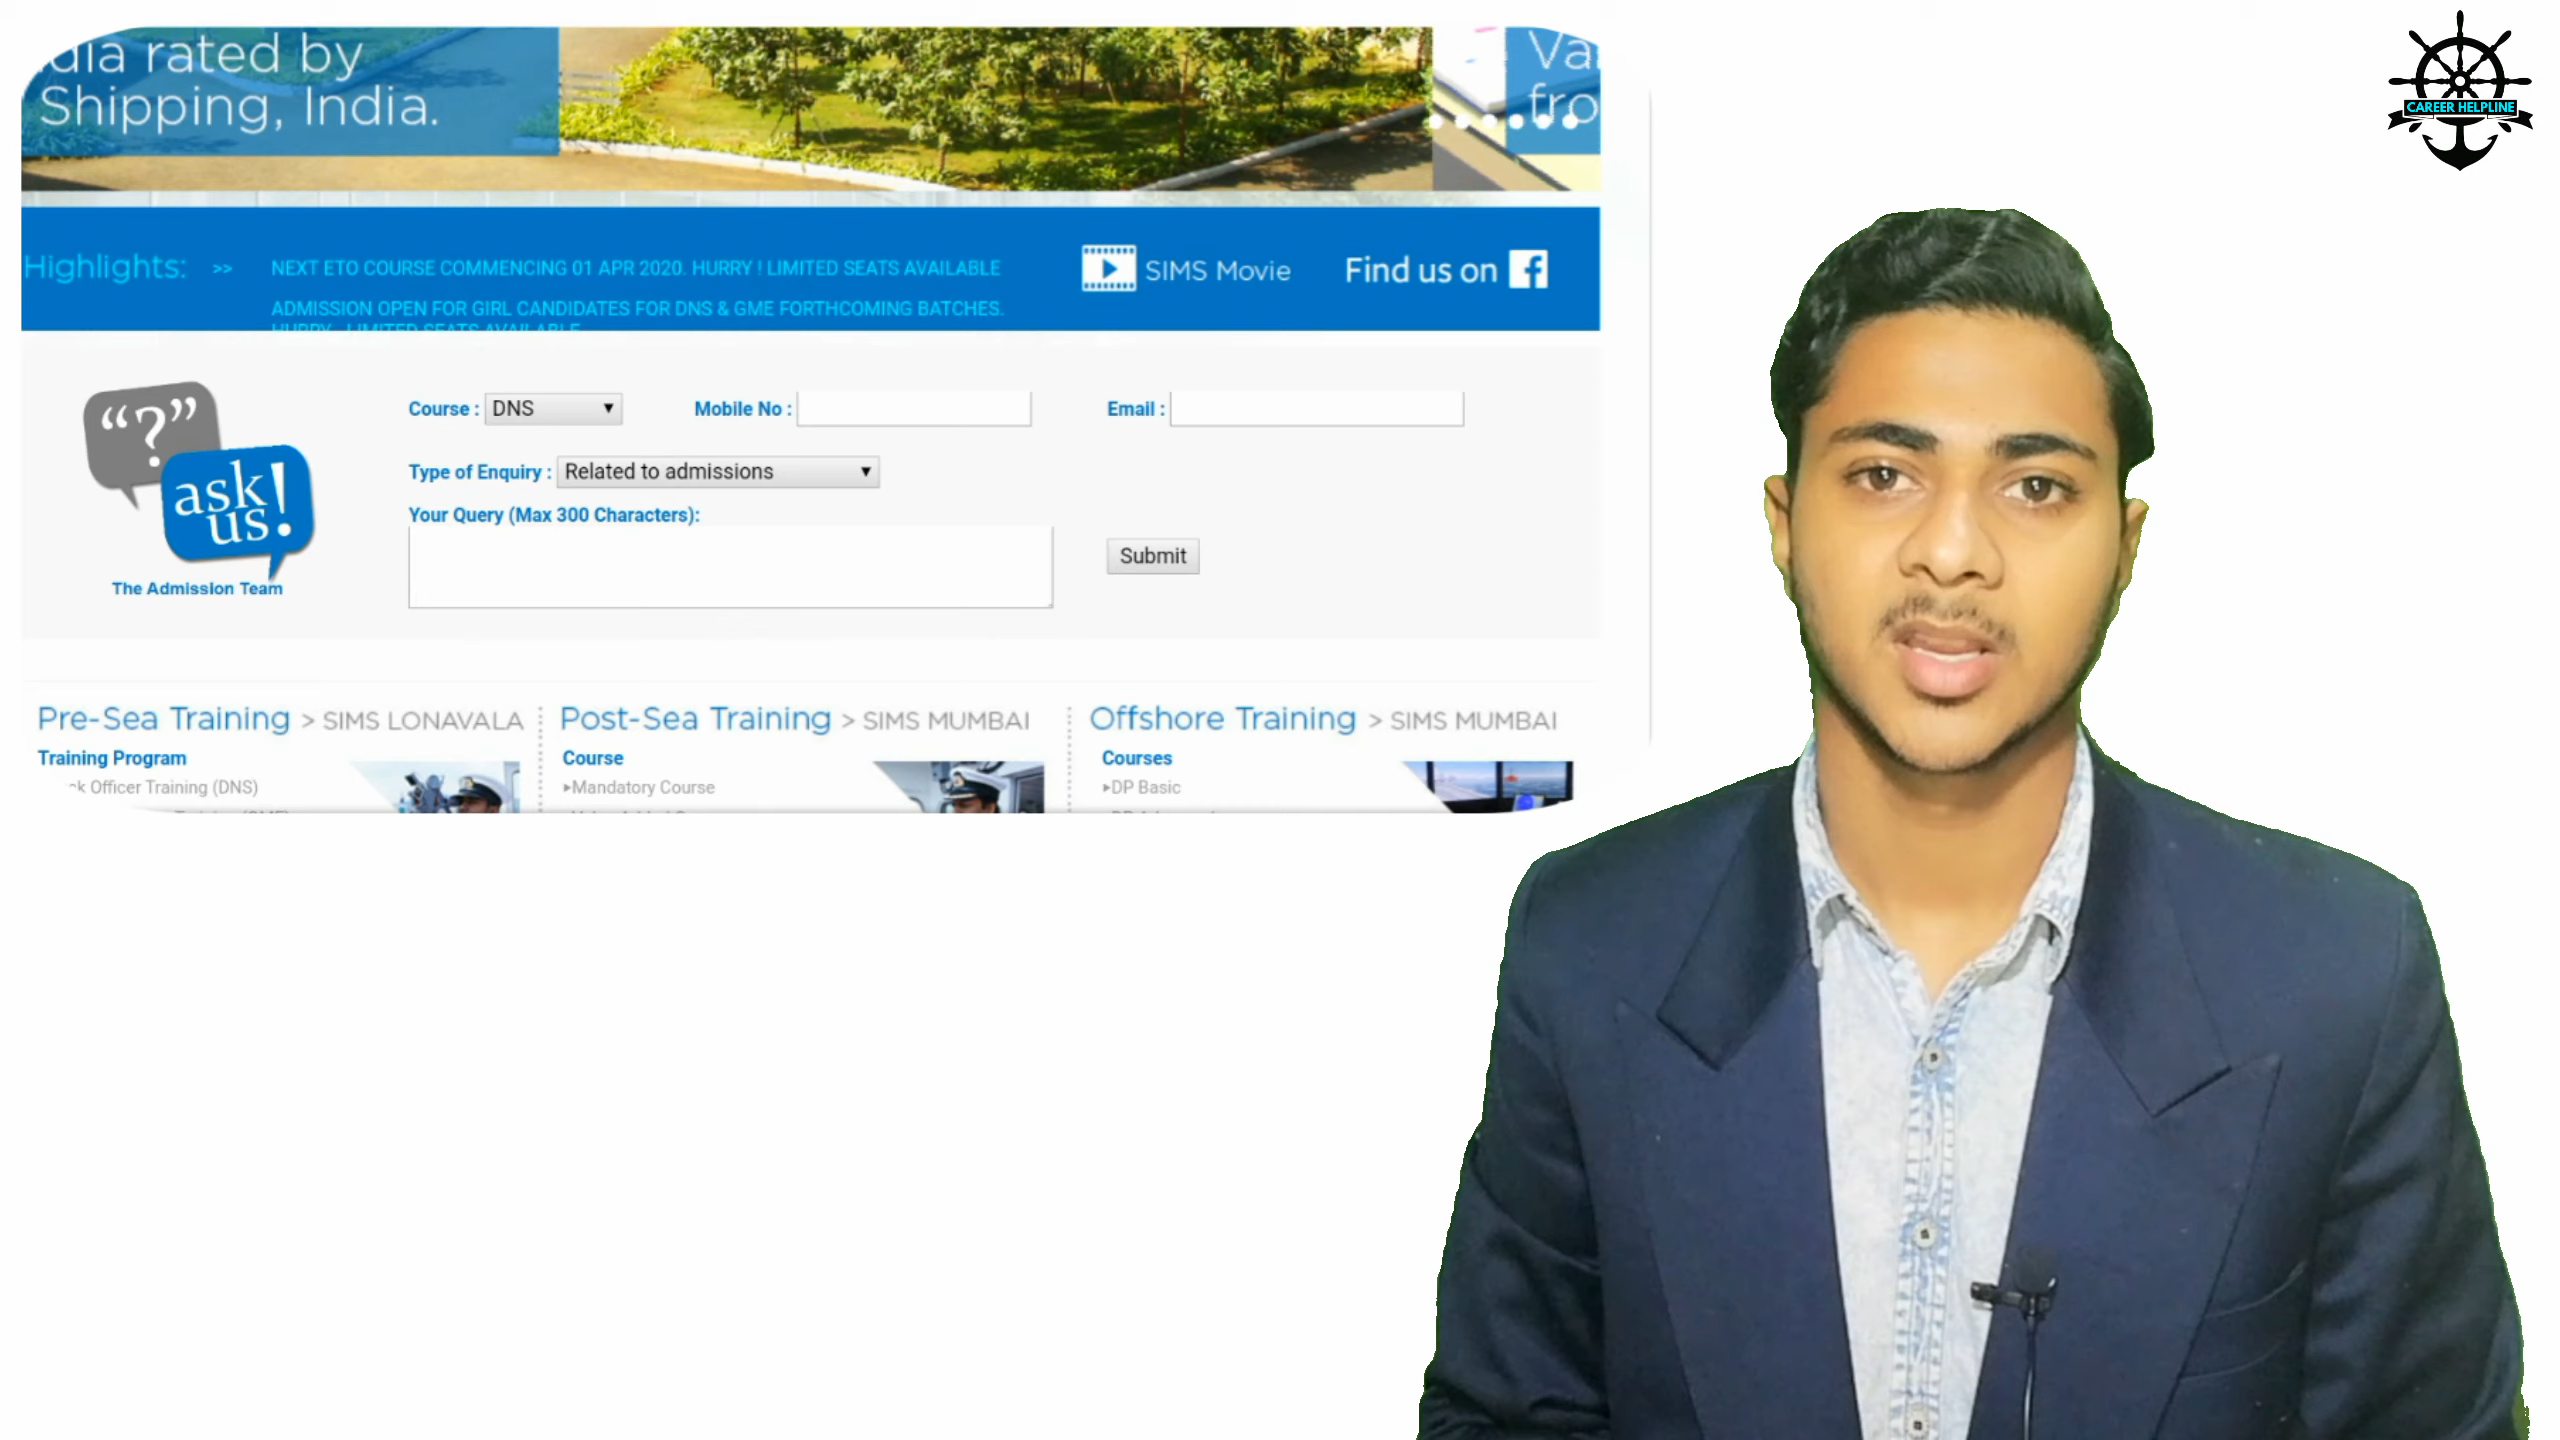 dia rated by
Shipping, India.
Va
fro
CAREER HELPLINE
Highlights: >> NEXT ETO COURSE COMMENCING 01 APR 2020. HURRY ! LIMITED SEATS AVAILABLE
ADMISSION OPEN FOR GIRL CANDIDATES FOR DNS & GME FORTHCOMING BATCHES.
HURRY LIMITED SEATS AVAILABLE
SIMS Movie
Find us on f
"?"
ask us!
The Admission Team
Course : DNS
Mobile No :
Email :
Type of Enquiry : Related to admissions
Your Query (Max 300 Characters):
Submit
Pre-Sea Training > SIMS LONAVALA
Training Program
k Officer Training (DNS)
Post-Sea Training > SIMS MUMBAI
Course
▸Mandatory Course
Offshore Training > SIMS MUMBAI
Courses
▸DP Basic